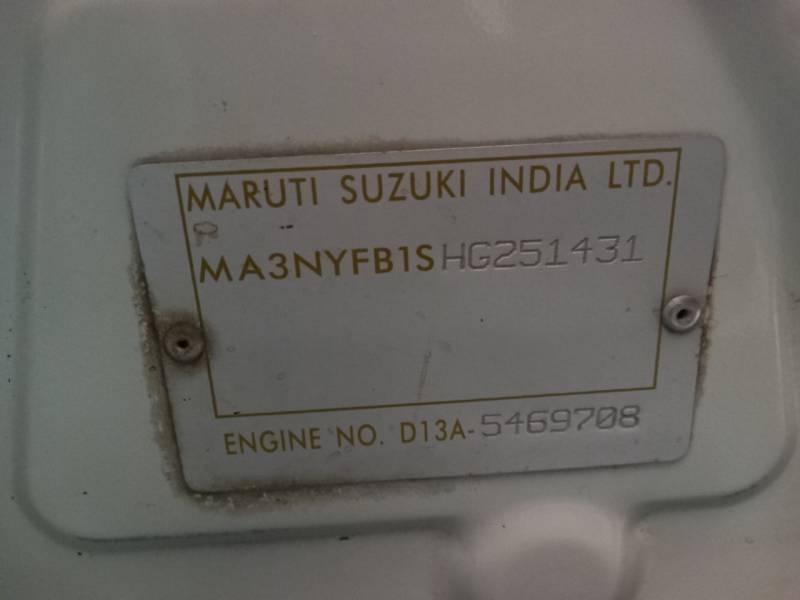 MARUTI SUZUKI INDIA LTD.
R
MA3NYFB1SHG251431
ENGINE NO. D13A-5469708